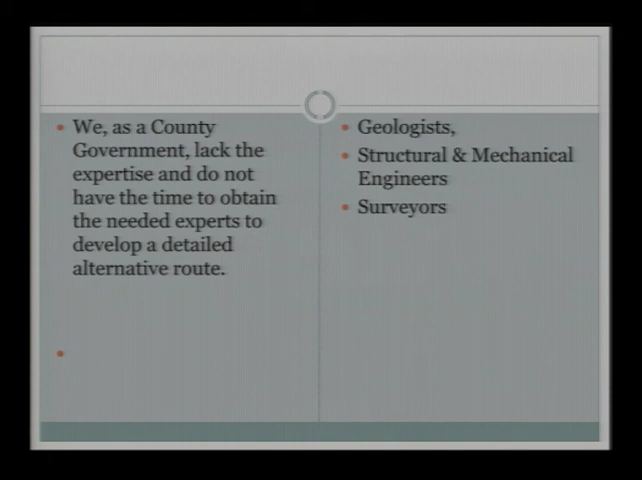 We, as a County
Government, lack the
expertise and do not
have the time to obtain
the needed experts to
develop a detailed
alternative route.
Geologists,
Structural & Mechanical
Engineers
Surveyors